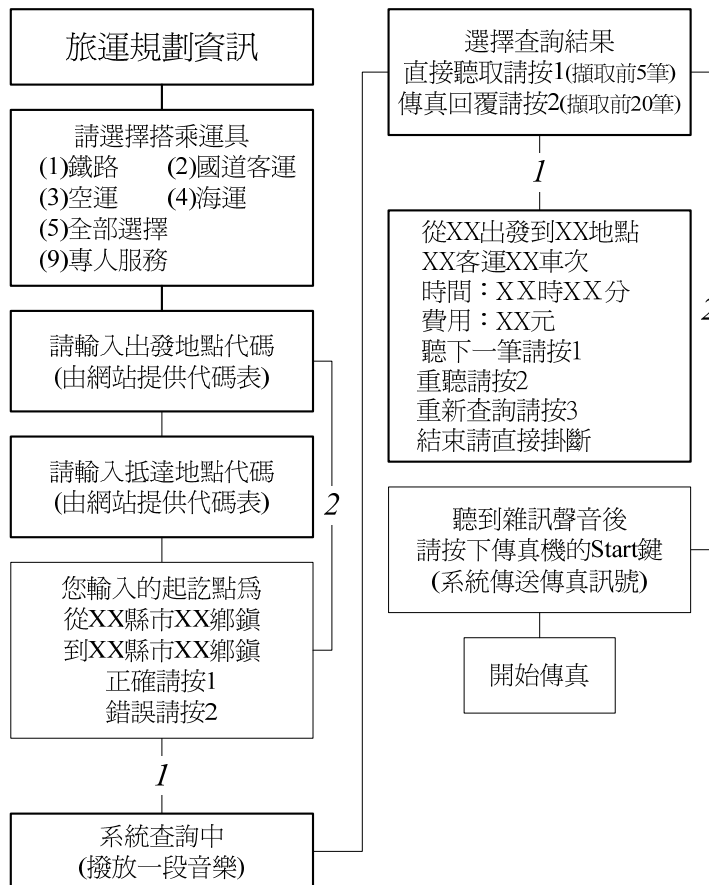 旅運規劃資訊
請選擇搭乘運具
(1)鐵路 (2)國道客運
(3)空運 (4)海運
(5)全部選擇
(9)專人服務
請輸入出發地點代碼
(由網站提供代碼表)
請輸入抵達地點代碼
(由網站提供代碼表)
2
您輸入的起訖點為
從XX縣市XX鄉鎮
到XX縣市XX鄉鎮
正確請按1
錯誤請按2
1
系統查詢中
(撥放一段音樂)
選擇查詢結果
直接聽取請按1(擷取前5筆)
傳真回覆請按2(擷取前20筆)
1
從XX出發到XX地點
XX客運XX車次
時間：XX時XX分
費用：XX元
聽下一筆請按1
重聽請按2
重新查詢請按3
結束請直接掛斷
2
聽到雜訊聲音後
請按下傳真機的Start鍵
(系統傳送傳真訊號)
開始傳真